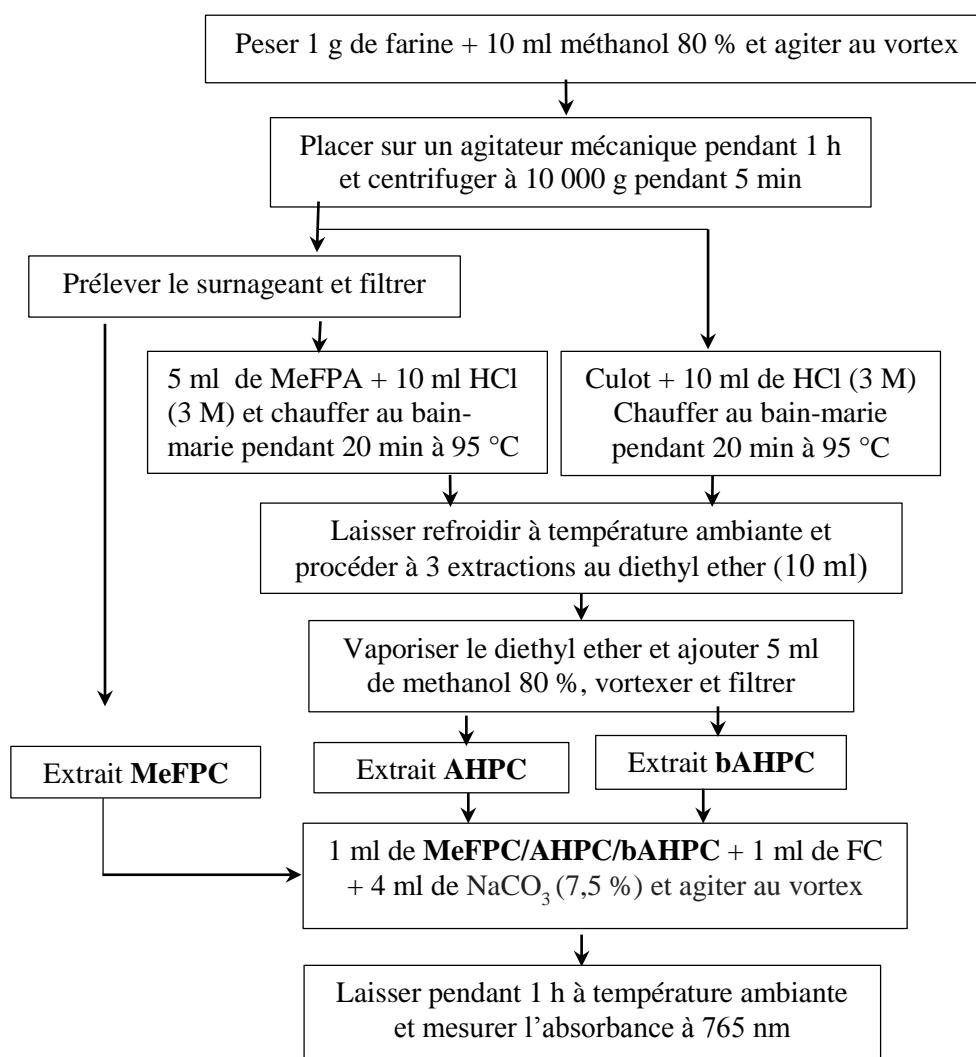 Peser 1 g de farine + 10 ml méthanol 80 % et agiter au vortex
Placer sur un agitateur mécanique pendant 1 h
et centrifuger à 10 000 g pendant 5 min
Prélever le surnageant et filtrer
5 ml de MeFPA + 10 ml HCl
(3 M) et chauffer au bain-
marie pendant 20 min à 95 °C
Culot + 10 ml de HCl (3 M)
Chauffer au bain-marie
pendant 20 min à 95 °C
Laisser refroidir à température ambiante et
procéder à 3 extractions au diethyl ether (10 ml)
Vaporiser le diethyl ether et ajouter 5 ml
de methanol 80 %, vortexer et filtrer
Extrait MeFPC
Extrait AHPC
Extrait bAHPC
1 ml de MeFPC/AHPC/bAHPC + 1 ml de FC
+ 4 ml de NaCO₃ (7,5 %) et agiter au vortex
Laisser pendant 1 h à température ambiante
et mesurer l’absorbance à 765 nm